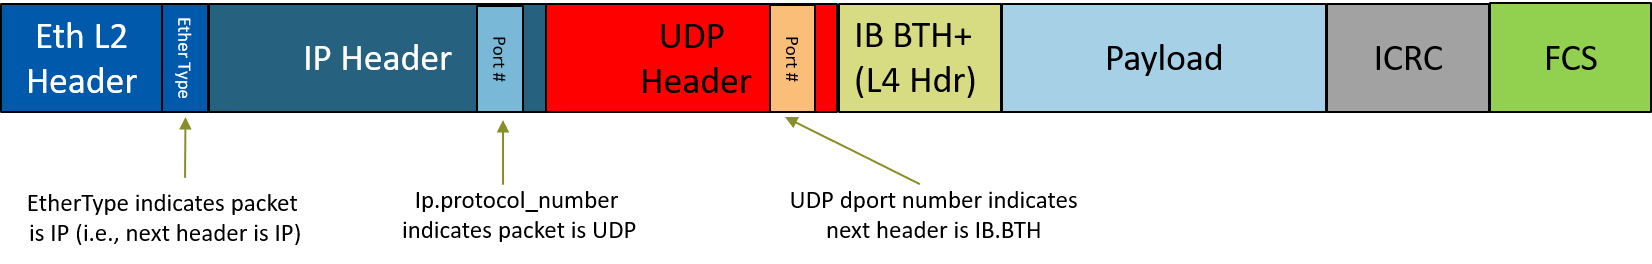 Eth L2
Header
Ether Type
IP Header
Port #
UDP
Header
Port #
IB BTH+
(L4 Hdr)
Payload
ICRC
FCS
EtherType indicates packet
is IP (i.e., next header is IP)
Ip.protocol_number
indicates packet is UDP
UDP dport number indicates
next header is IB.BTH